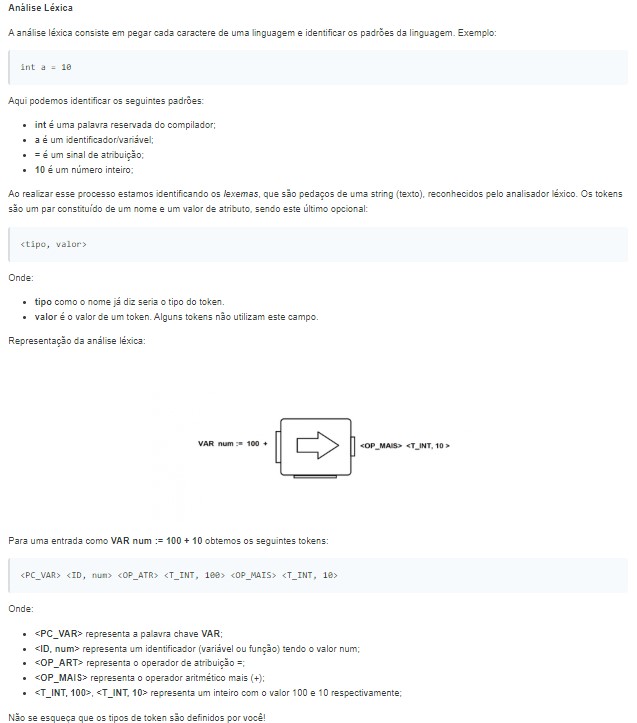 Análise Léxica
A análise léxica consiste em pegar cada caractere de uma linguagem e identificar os padrões da linguagem. Exemplo:
int a = 10
Aqui podemos identificar os seguintes padrões:
• int é uma palavra reservada do compilador;
• a é um identificador/variável;
• = é um sinal de atribuição;
• 10 é um número inteiro;
Ao realizar esse processo estamos identificando os lexemas, que são pedaços de uma string (texto), reconhecidos pelo analisador léxico. Os tokens
são um par constituído de um nome e um valor de atributo, sendo este último opcional:
<tipo, valor>
Onde:
• tipo como o nome já diz seria o tipo do token.
• valor é o valor de um token. Alguns tokens não utilizam este campo.
Representação da análise léxica:
VAR num := 100 +
<OP_MAIS> <T_INT, 10 >
Para uma entrada como VAR num := 100 + 10 obtemos os seguintes tokens:
<PC_VAR> <ID, num> <OP_ATR> <T_INT, 100> <OP_MAIS> <T_INT, 10>
Onde:
• <PC_VAR> representa a palavra chave VAR;
• <ID, num> representa um identificador (variável ou função) tendo o valor num;
• <OP_ART> representa o operador de atribuição =;
• <OP_MAIS> representa o operador aritmético mais (+);
• <T_INT, 100>, <T_INT, 10> representa um inteiro com o valor 100 e 10 respectivamente;
Não se esqueça que os tipos de token são definidos por você!